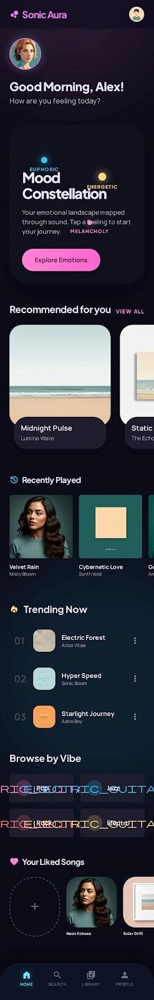 Sonic Aura
Good Morning, Alex!
How are you feeling today?
EUPHORIC
Mood
ENERGETIC
Constellation
Your emotional landscape mapped
through sound. Tap a feeling to start
your journey.
MELANCHOLY
Explore Emotions
Recommended for you
VIEW ALL
Midnight Pulse
Lumina Wave
Static
The Echo
Recently Played
Velvet Rain
Misty Bloom
Cybernetic Love
Synth Void
Trending Now
01
Electric Forest
Arbor Vitae
02
Hyper Speed
Sonic Boom
03
Starlight Journey
Astro Boy
Browse by Vibe
Jazz
Rock
Electro
Your Liked Songs
+
Neon Echoes
Solar Drift
HOME
SEARCH
LIBRARY
PROFILE